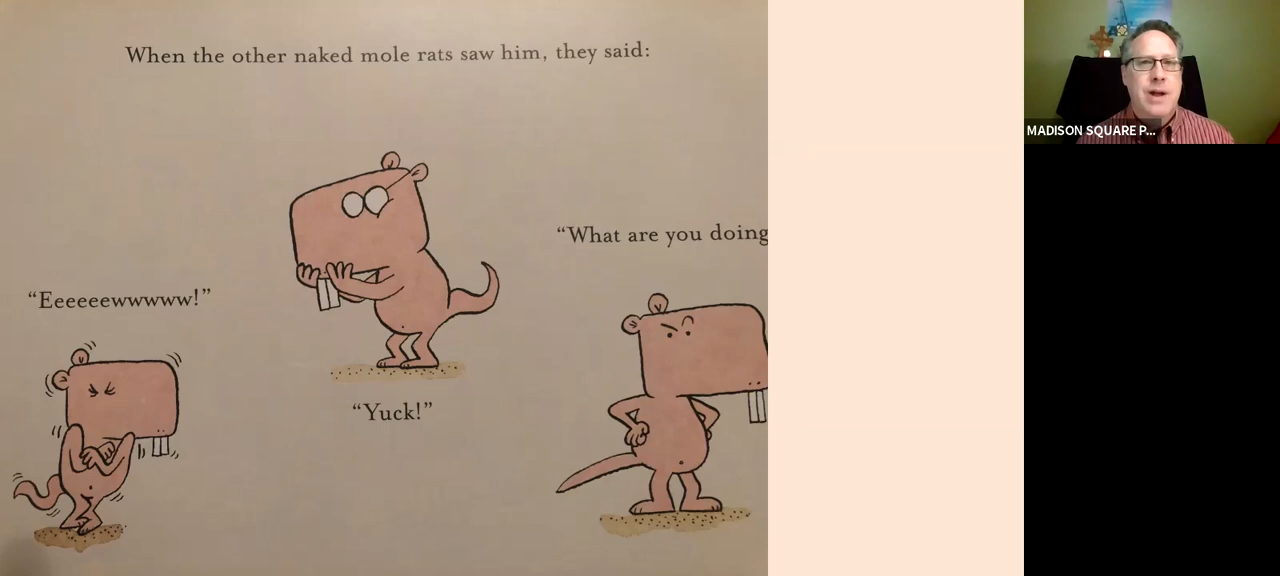 When the other naked mole rats saw him, they said:
“What are you doing
“Eeeeeewwwww!”
“Yuck!”
MADISON SQUARE P...